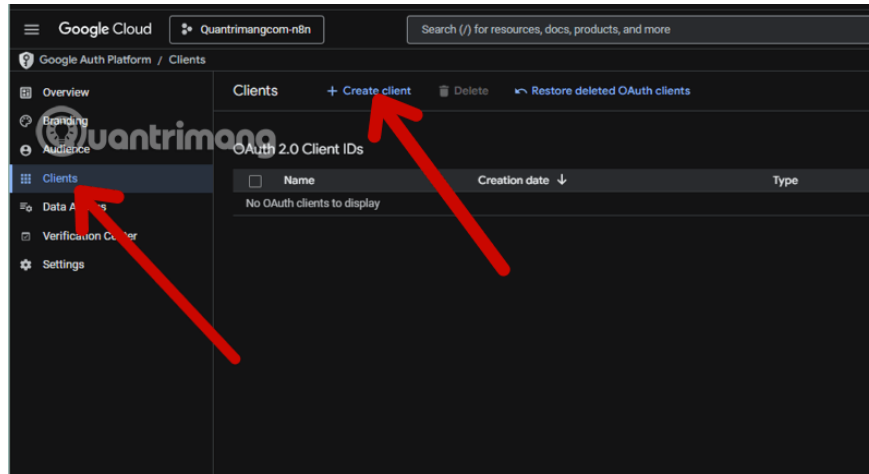 Google Cloud Quantrimangcom-n8n Search (/) for resources, docs, products, and more
Google Auth Platform / Clients
Overview
Branding
Audience
Clients
Data Access
Verification Center
Settings
Quantrimang
Clients + Create client Delete Restore deleted OAuth clients
OAuth 2.0 Client IDs
Name Creation date Type
No OAuth clients to display